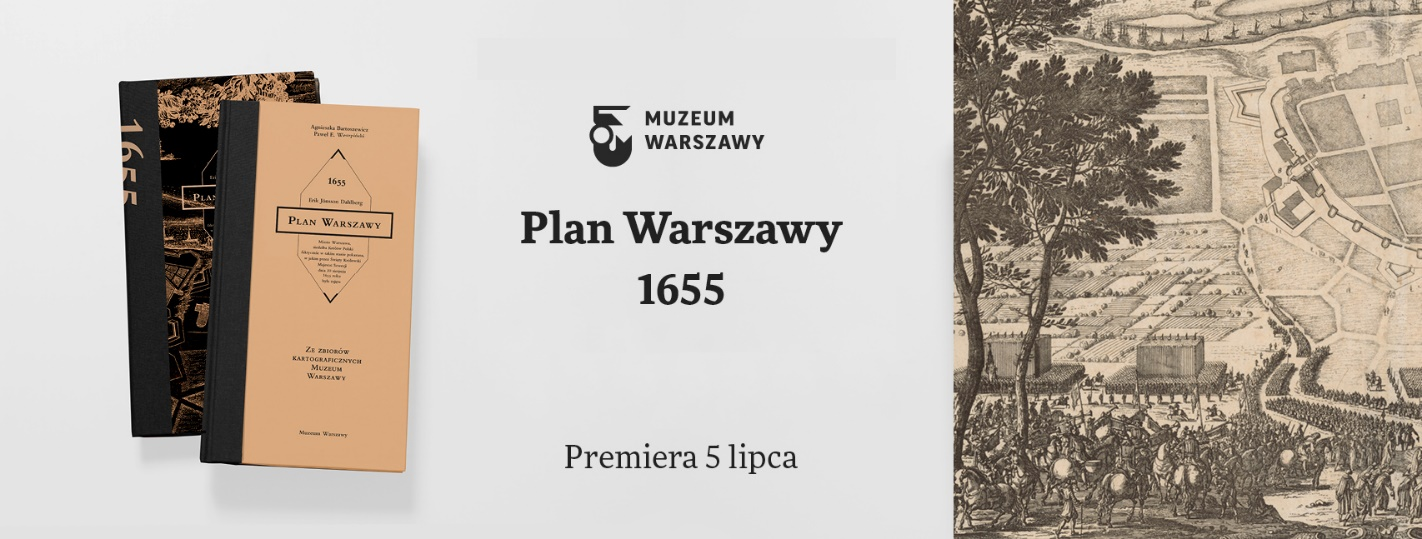 1655
Agnieszka Bartoszewicz
Paweł E. Weszpiński
1655
Erik Jönson Dahlberg
Plan Warszawy
Ze zbiorów
kartograficznych
Muzeum
Warszawy
Muzeum Warszawy
MUZEUM
WARSZAWY
Plan Warszawy
1655
Premiera 5 lipca